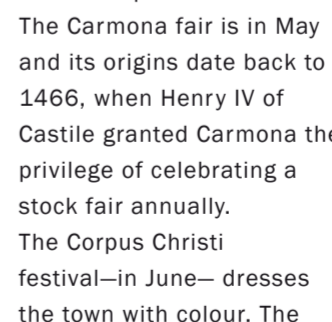 The Carmona fair is in May
and its origins date back to
1466, when Henry IV of
Castile granted Carmona the
privilege of celebrating a
stock fair annually.
The Corpus Christi
festival—in June— dresses
the town with colour. The